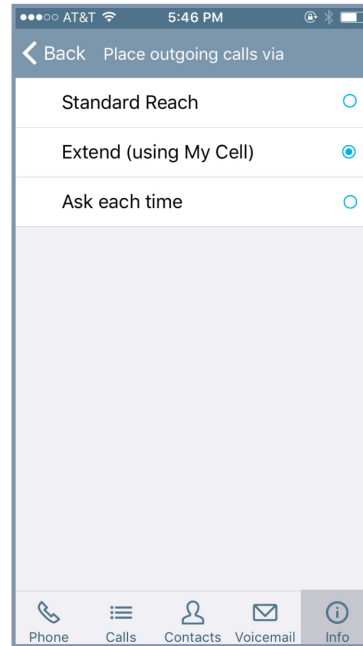 AT&T 5:46 PM
Back Place outgoing calls via
Standard Reach
Extend (using My Cell)
Ask each time
Phone Calls Contacts Voicemail Info